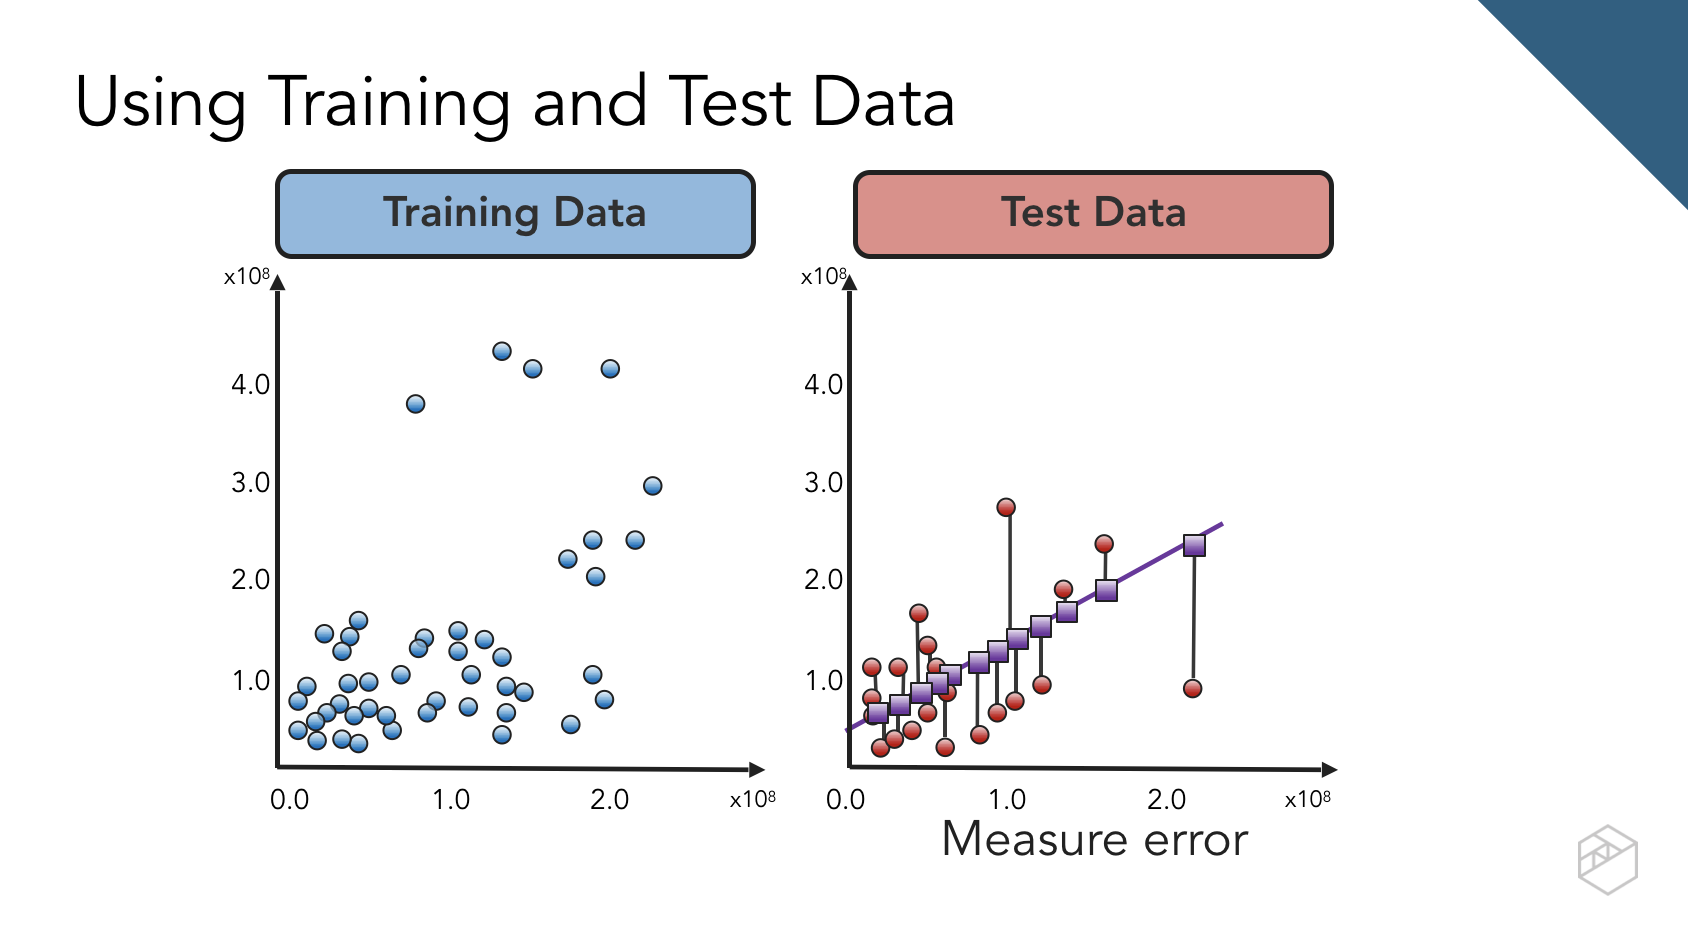 Using Training and Test Data
Training Data
Test Data
x10⁸
4.0
3.0
2.0
1.0
0.0 1.0 2.0 x10⁸
x10⁸
4.0
3.0
2.0
1.0
0.0 1.0 2.0 x10⁸
Measure error